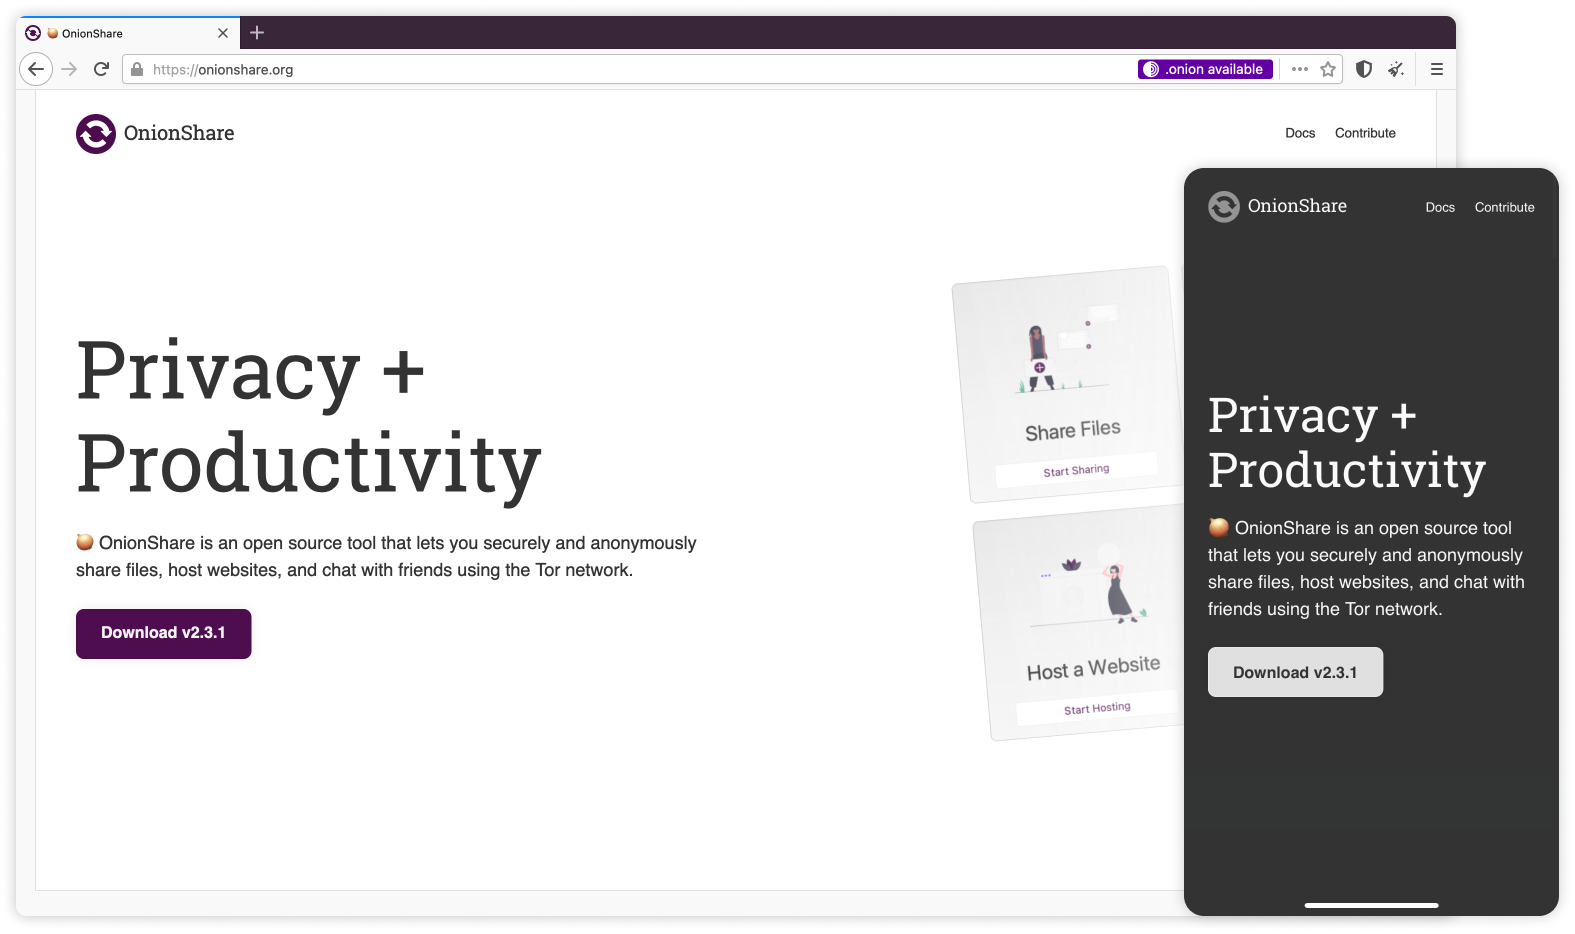 OnionShare
https://onionshare.org
.onion available
OnionShare
Docs
Contribute
Privacy +
Productivity
OnionShare is an open source tool that lets you securely and anonymously
share files, host websites, and chat with friends using the Tor network.
Download v2.3.1
Share Files
Start Sharing
Host a Website
Start Hosting
OnionShare
Docs
Contribute
Privacy +
Productivity
OnionShare is an open source tool
that lets you securely and anonymously
share files, host websites, and chat with
friends using the Tor network.
Download v2.3.1